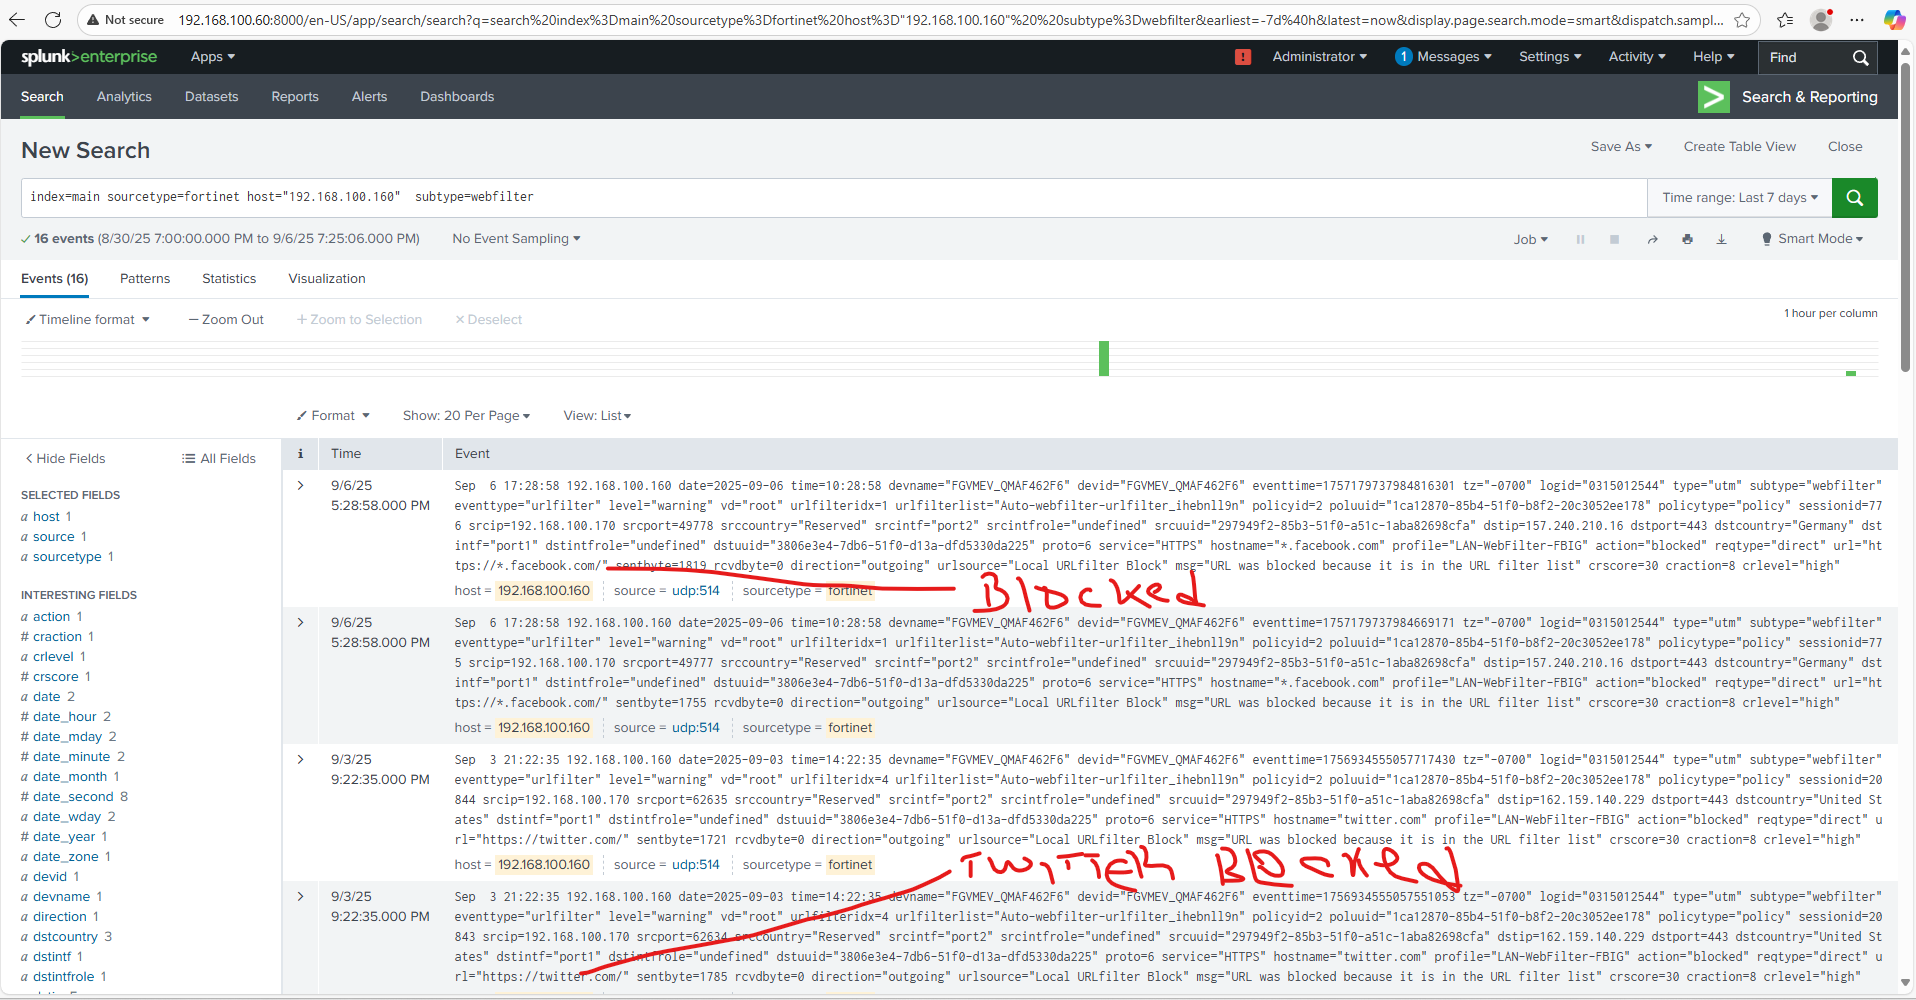 Not secure 192.168.100.60:8000/en-US/app/search/search?q=search%20index%3Dmain%20sourcetype%3Dfortinet%20host%3D"192.168.100.160"%20%20subtype%3Dwebfilter&earliest=-7d%40h&latest=now&display.page.search.mode=smart&dispatch.sampl...
splunk>enterprise Apps Administrator 1 Messages Settings Activity Help Find
Search Analytics Datasets Reports Alerts Dashboards Search & Reporting
New Search Save As Create Table View Close
index=main sourcetype=fortinet host="192.168.100.160"  subtype=webfilter Time range: Last 7 days
16 events (8/30/25 7:00:00.000 PM to 9/6/25 7:25:06.000 PM) No Event Sampling Job Smart Mode
Events (16) Patterns Statistics Visualization
Timeline format — Zoom Out + Zoom to Selection × Deselect 1 hour per column
Format Show: 20 Per Page View: List
< Hide Fields All Fields i Time Event
SELECTED FIELDS
a host 1
a source 1
a sourcetype 1
INTERESTING FIELDS
a action 1
# craction 1
a crlevel 1
# crscore 1
a date 2
# date_hour 2
# date_mday 2
# date_minute 2
a date_month 1
# date_second 8
a date_wday 2
# date_year 1
a date_zone 1
a devid 1
a devname 1
a direction 1
a dstcountry 3
a dstintf 1
a dstintfrole 1
9/6/25
5:28:58.000 PM
Sep  6 17:28:58 192.168.100.160 date=2025-09-06 time=10:28:58 devname="FGVMEV_QMAF462F6" devid="FGVMEV_QMAF462F6" eventtime=1757179737984816301 tz="-0700" logid="0315012544" type="utm" subtype="webfilter"
eventtype="urlfilter" level="warning" vd="root" urlfilteridx=1 urlfilterlist="Auto-webfilter-urlfilter_ihebnll9n" policyid=2 poluuid="1ca12870-85b4-51f0-b8f2-20c3052ee178" policytype="policy" sessionid=77
6 srcip=192.168.100.170 srcport=49778 srccountry="Reserved" srcintf="port2" srcintfrole="undefined" srcuuid="297949f2-85b3-51f0-a51c-1aba82698cfa" dstip=157.240.210.16 dstport=443 dstcountry="Germany" dst
intf="port1" dstintfrole="undefined" dstuuid="3806e3e4-7db6-51f0-d13a-dfd5330da225" proto=6 service="HTTPS" hostname="*.facebook.com" profile="LAN-WebFilter-FBIG" action="blocked" reqtype="direct" url="ht
tps://*.facebook.com/" sentbyte=1819 rcvdbyte=0 direction="outgoing" urlsource="Local URLfilter Block" msg="URL was blocked because it is in the URL filter list" crscore=30 craction=8 crlevel="high"
host = 192.168.100.160 source = udp:514 sourcetype = fortinet
Blocked
9/6/25
5:28:58.000 PM
Sep  6 17:28:58 192.168.100.160 date=2025-09-06 time=10:28:58 devname="FGVMEV_QMAF462F6" devid="FGVMEV_QMAF462F6" eventtime=1757179737984669171 tz="-0700" logid="0315012544" type="utm" subtype="webfilter"
eventtype="urlfilter" level="warning" vd="root" urlfilteridx=1 urlfilterlist="Auto-webfilter-urlfilter_ihebnll9n" policyid=2 poluuid="1ca12870-85b4-51f0-b8f2-20c3052ee178" policytype="policy" sessionid=77
5 srcip=192.168.100.170 srcport=49777 srccountry="Reserved" srcintf="port2" srcintfrole="undefined" srcuuid="297949f2-85b3-51f0-a51c-1aba82698cfa" dstip=157.240.210.16 dstport=443 dstcountry="Germany" dst
intf="port1" dstintfrole="undefined" dstuuid="3806e3e4-7db6-51f0-d13a-dfd5330da225" proto=6 service="HTTPS" hostname="*.facebook.com" profile="LAN-WebFilter-FBIG" action="blocked" reqtype="direct" url="ht
tps://*.facebook.com/" sentbyte=1755 rcvdbyte=0 direction="outgoing" urlsource="Local URLfilter Block" msg="URL was blocked because it is in the URL filter list" crscore=30 craction=8 crlevel="high"
host = 192.168.100.160 source = udp:514 sourcetype = fortinet
9/3/25
9:22:35.000 PM
Sep  3 21:22:35 192.168.100.160 date=2025-09-03 time=14:22:35 devname="FGVMEV_QMAF462F6" devid="FGVMEV_QMAF462F6" eventtime=1756934555057717430 tz="-0700" logid="0315012544" type="utm" subtype="webfilter"
eventtype="urlfilter" level="warning" vd="root" urlfilteridx=4 urlfilterlist="Auto-webfilter-urlfilter_ihebnll9n" policyid=2 poluuid="1ca12870-85b4-51f0-b8f2-20c3052ee178" policytype="policy" sessionid=20
844 srcip=192.168.100.170 srcport=62635 srccountry="Reserved" srcintf="port2" srcintfrole="undefined" srcuuid="297949f2-85b3-51f0-a51c-1aba82698cfa" dstip=162.159.140.229 dstport=443 dstcountry="United St
ates" dstintf="port1" dstintfrole="undefined" dstuuid="3806e3e4-7db6-51f0-d13a-dfd5330da225" proto=6 service="HTTPS" hostname="twitter.com" profile="LAN-WebFilter-FBIG" action="blocked" reqtype="direct" u
rl="https://twitter.com/" sentbyte=1721 rcvdbyte=0 direction="outgoing" urlsource="Local URLfilter Block" msg="URL was blocked because it is in the URL filter list" crscore=30 craction=8 crlevel="high"
host = 192.168.100.160 source = udp:514 sourcetype = fortinet
TWITTER Blocked
9/3/25
9:22:35.000 PM
Sep  3 21:22:35 192.168.100.160 date=2025-09-03 time=14:22:35 devname="FGVMEV_QMAF462F6" devid="FGVMEV_QMAF462F6" eventtime=1756934555057551053 tz="-0700" logid="0315012544" type="utm" subtype="webfilter"
eventtype="urlfilter" level="warning" vd="root" urlfilteridx=4 urlfilterlist="Auto-webfilter-urlfilter_ihebnll9n" policyid=2 poluuid="1ca12870-85b4-51f0-b8f2-20c3052ee178" policytype="policy" sessionid=20
843 srcip=192.168.100.170 srcport=62634 srccountry="Reserved" srcintf="port2" srcintfrole="undefined" srcuuid="297949f2-85b3-51f0-a51c-1aba82698cfa" dstip=162.159.140.229 dstport=443 dstcountry="United St
ates" dstintf="port1" dstintfrole="undefined" dstuuid="3806e3e4-7db6-51f0-d13a-dfd5330da225" proto=6 service="HTTPS" hostname="twitter.com" profile="LAN-WebFilter-FBIG" action="blocked" reqtype="direct" u
rl="https://twitter.com/" sentbyte=1785 rcvdbyte=0 direction="outgoing" urlsource="Local URLfilter Block" msg="URL was blocked because it is in the URL filter list" crscore=30 craction=8 crlevel="high"